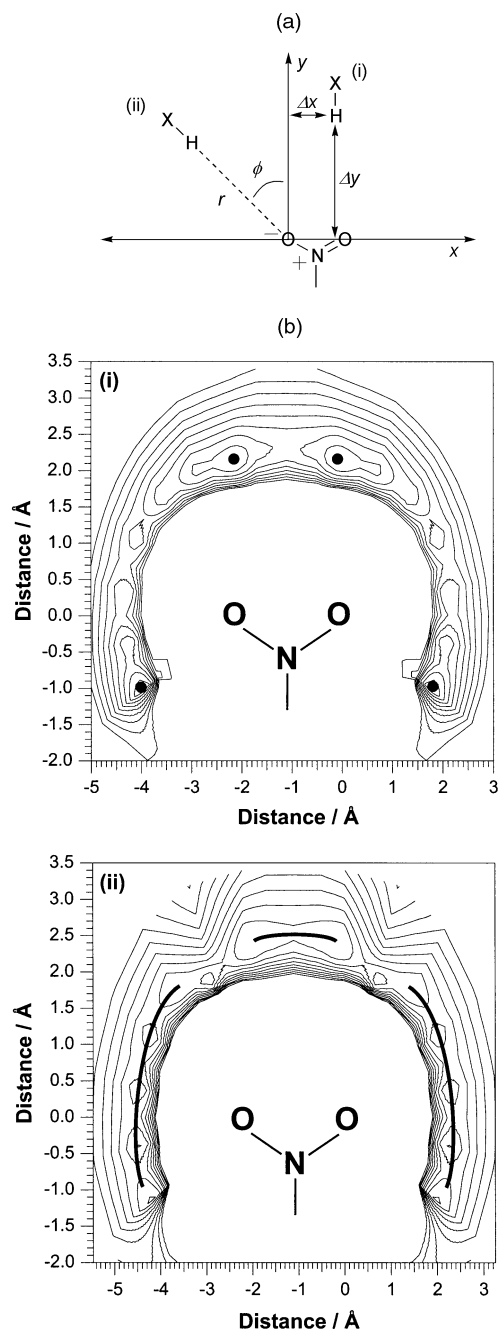 (a)
y
X (i)
(ii)
Δx
X
H
H
ϕ
Δy
r
− O O
N
+
x
(b)
3.5
(i)
3.0
2.5
2.0
1.5
1.0
0.5
0.0
-0.5
-1.0
-1.5
-2.0
Distance / Å
O O
N
-5 -4 -3 -2 -1 0 1 2 3
Distance / Å
3.5
(ii)
3.0
2.5
2.0
1.5
1.0
0.5
0.0
-0.5
-1.0
-1.5
-2.0
Distance / Å
O O
N
-5 -4 -3 -2 -1 0 1 2 3
Distance / Å